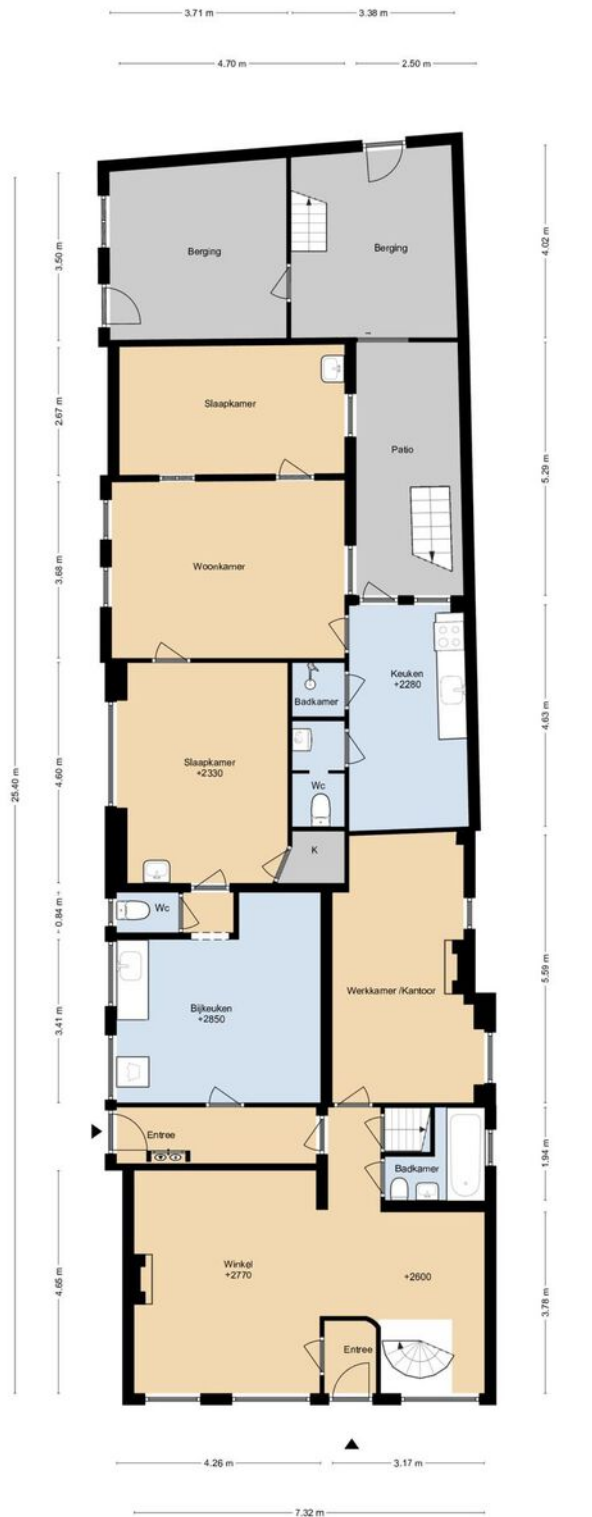 3.71 m
3.38 m
4.70 m
2.50 m
Berging
Berging
3.50 m
4.02 m
Slaapkamer
2.67 m
Patio
5.29 m
Woonkamer
3.68 m
Keuken
+2280
Badkamer
4.63 m
Slaapkamer
+2330
Wc
4.60 m
25.40 m
K
Wc
0.84 m
Werkkamer /Kantoor
5.59 m
Bijkeuken
+2850
3.41 m
Entree
Badkamer
1.94 m
Winkel
+2770
+2600
4.65 m
3.78 m
Entree
4.26 m
3.17 m
7.32 m